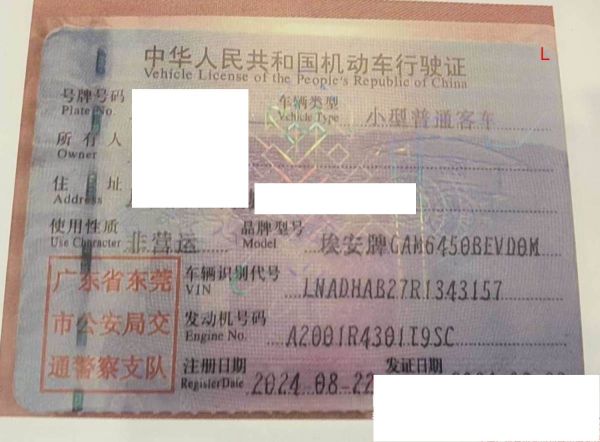 L
中华人民共和国机动车行驶证
Vehicle License of the People's Republic of China
号牌号码 车辆类型 小型普通客车
Plate No. Vehicle Type
所有人
Owner
住址
Address
使用性质 非营运 品牌型号 埃安牌GAM6450BEVD0M
Use Character Model
广东省东莞
市公安局交
通警察支队
车辆识别代号 LNADHAB27R1343157
VIN
发动机号码 A2001R4301I9SC
Engine No.
注册日期 2024-08-22 发证日期
Register Date